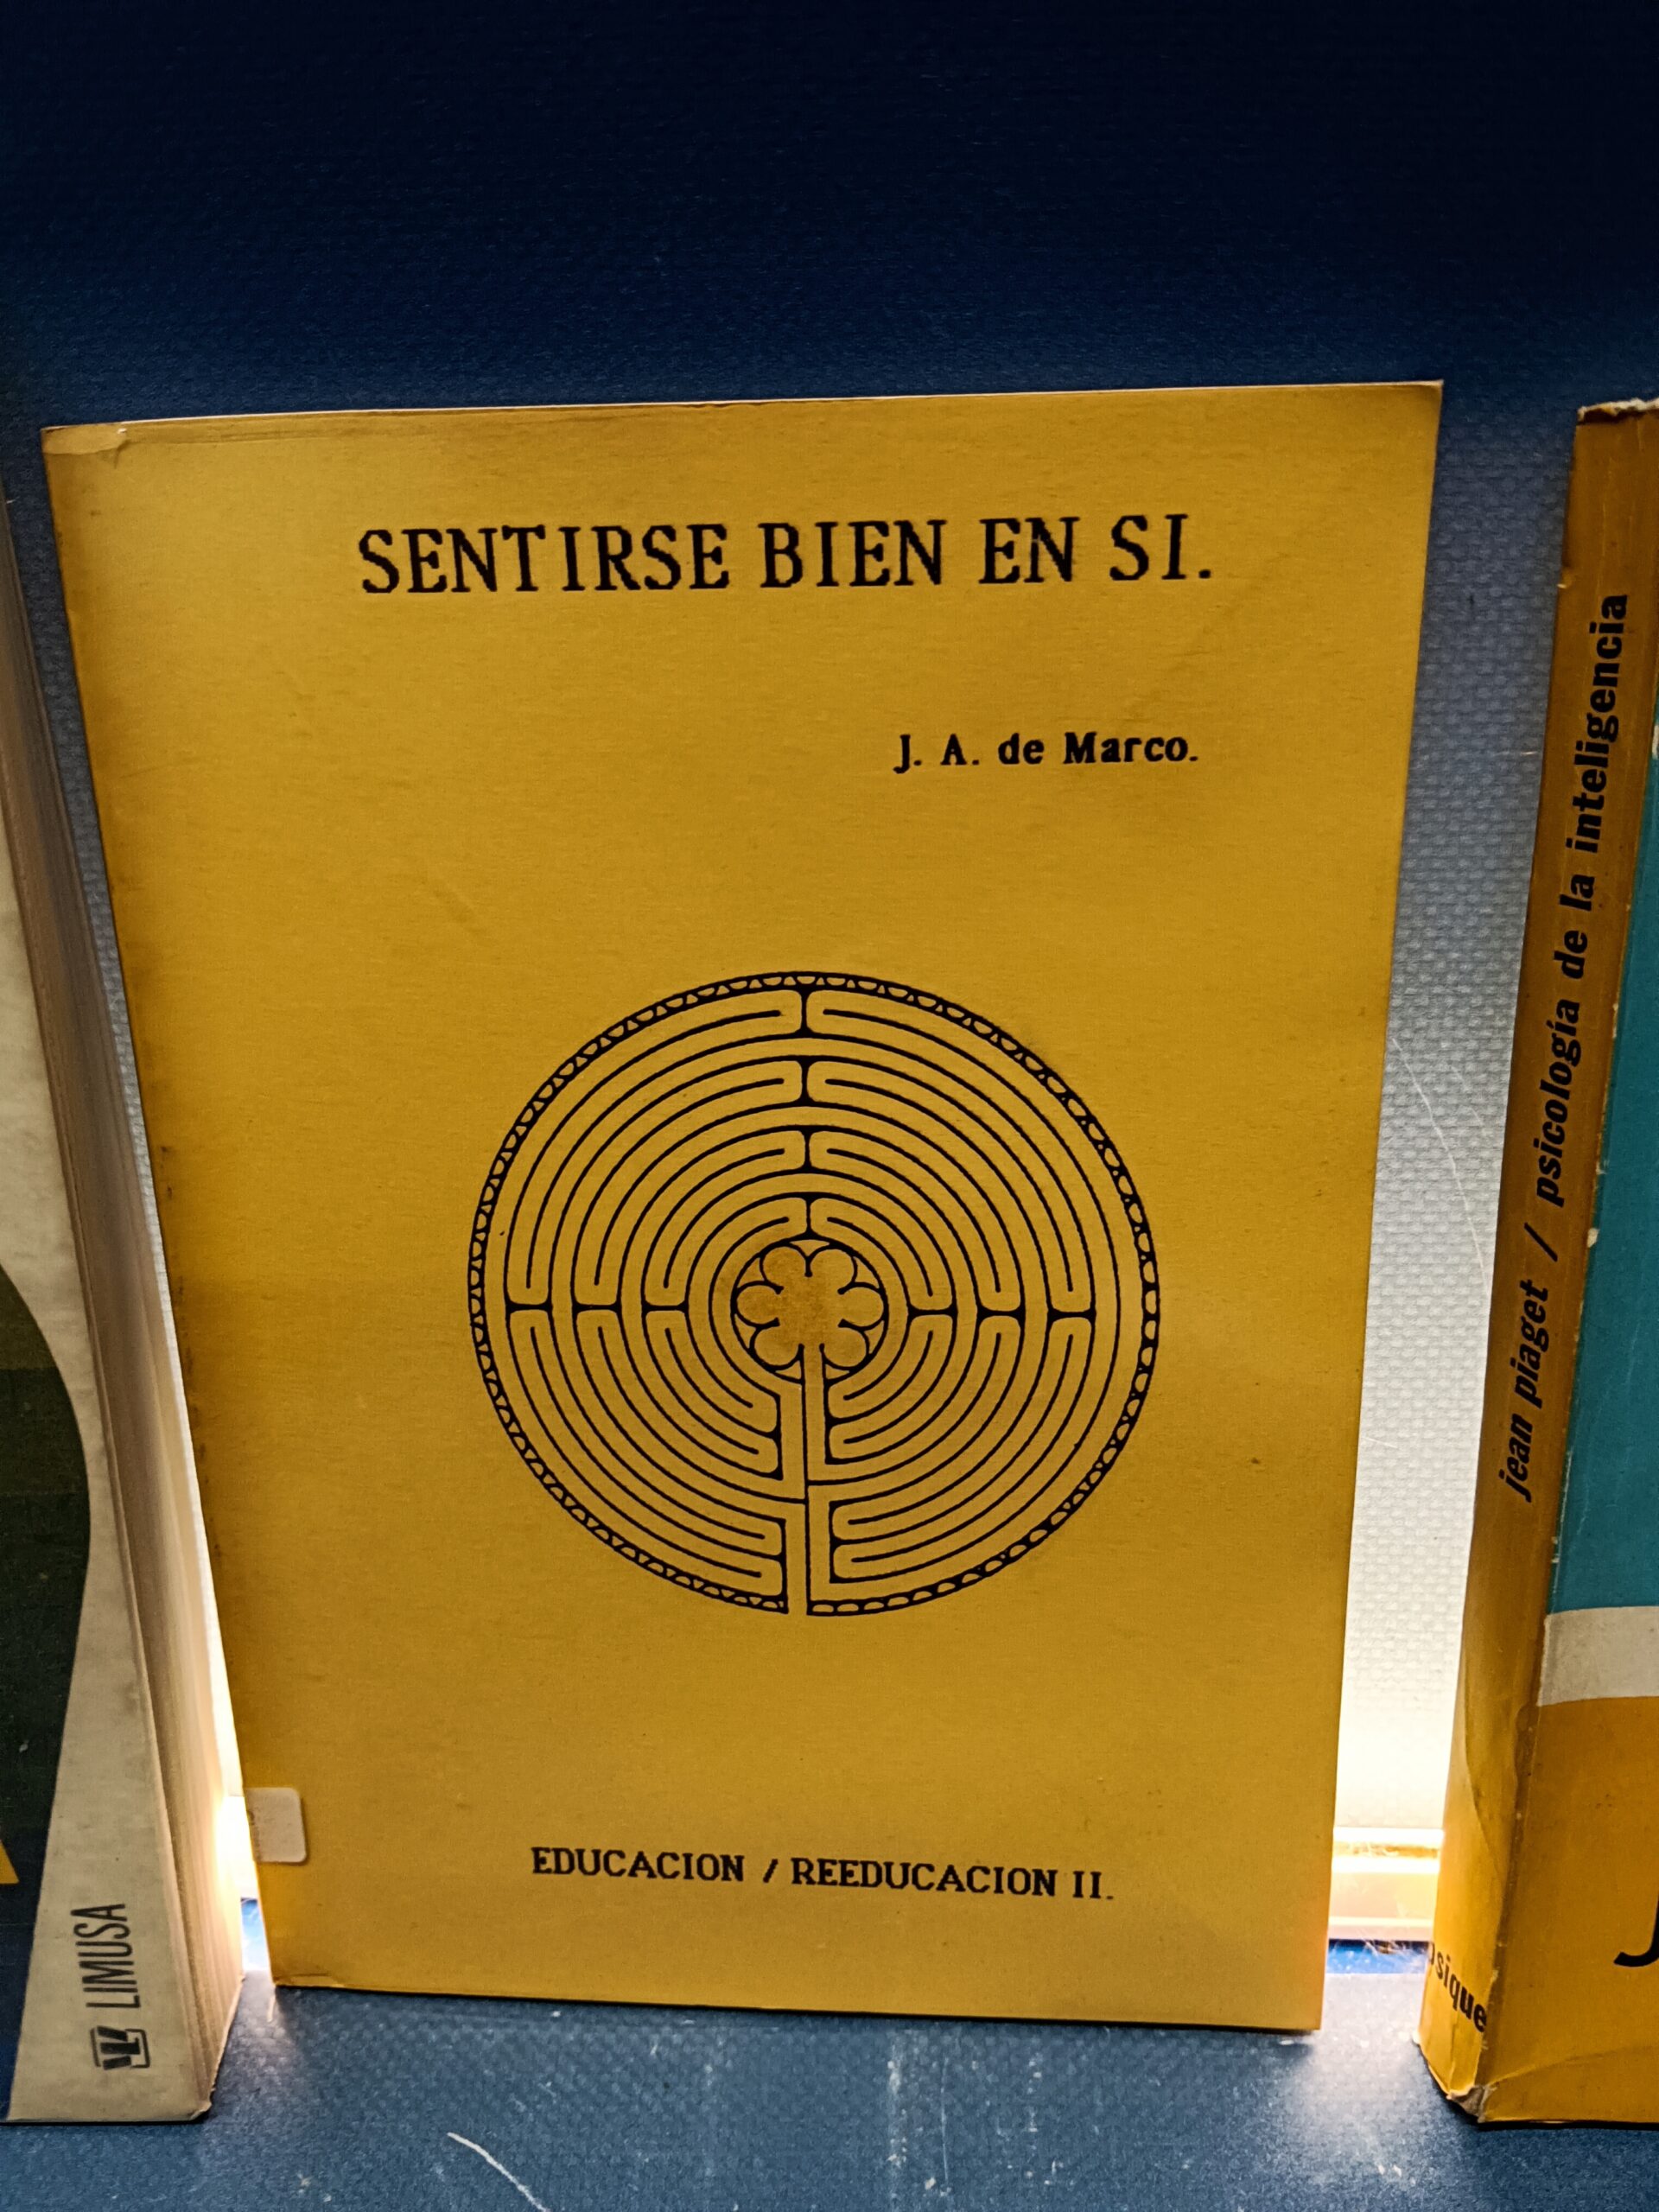 SENTIRSE BIEN EN SI.
J. A. de Marco.
EDUCACION / REEDUCACION II.
LIMUSA
jean piaget / psicología de la inteligencia
psique